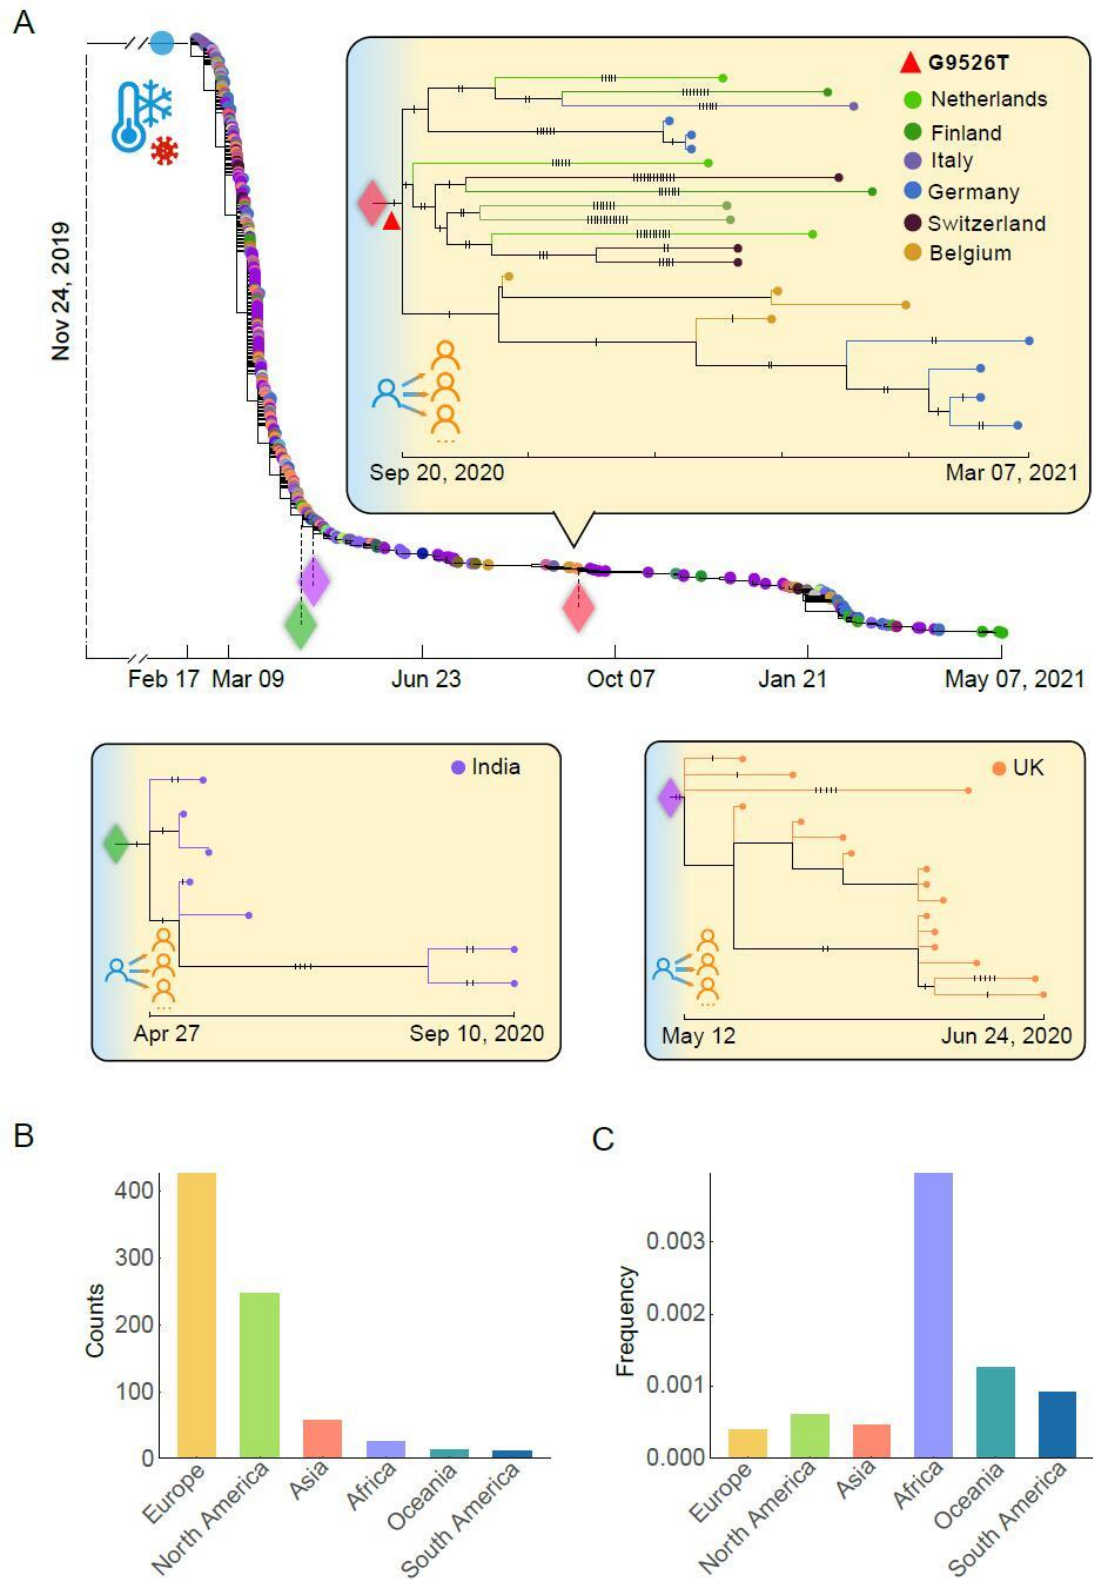 A
G9526T
Netherlands
Finland
Italy
Germany
Switzerland
Belgium
Nov 24, 2019
...
Sep 20, 2020
Mar 07, 2021
Feb 17
Mar 09
Jun 23
Oct 07
Jan 21
May 07, 2021
India
...
Apr 27
Sep 10, 2020
UK
...
May 12
Jun 24, 2020
B
400
300
200
100
0
Counts
Europe
North America
Asia
Africa
Oceania
South America
C
0.003
0.002
0.001
0.000
Frequency
Europe
North America
Asia
Africa
Oceania
South America